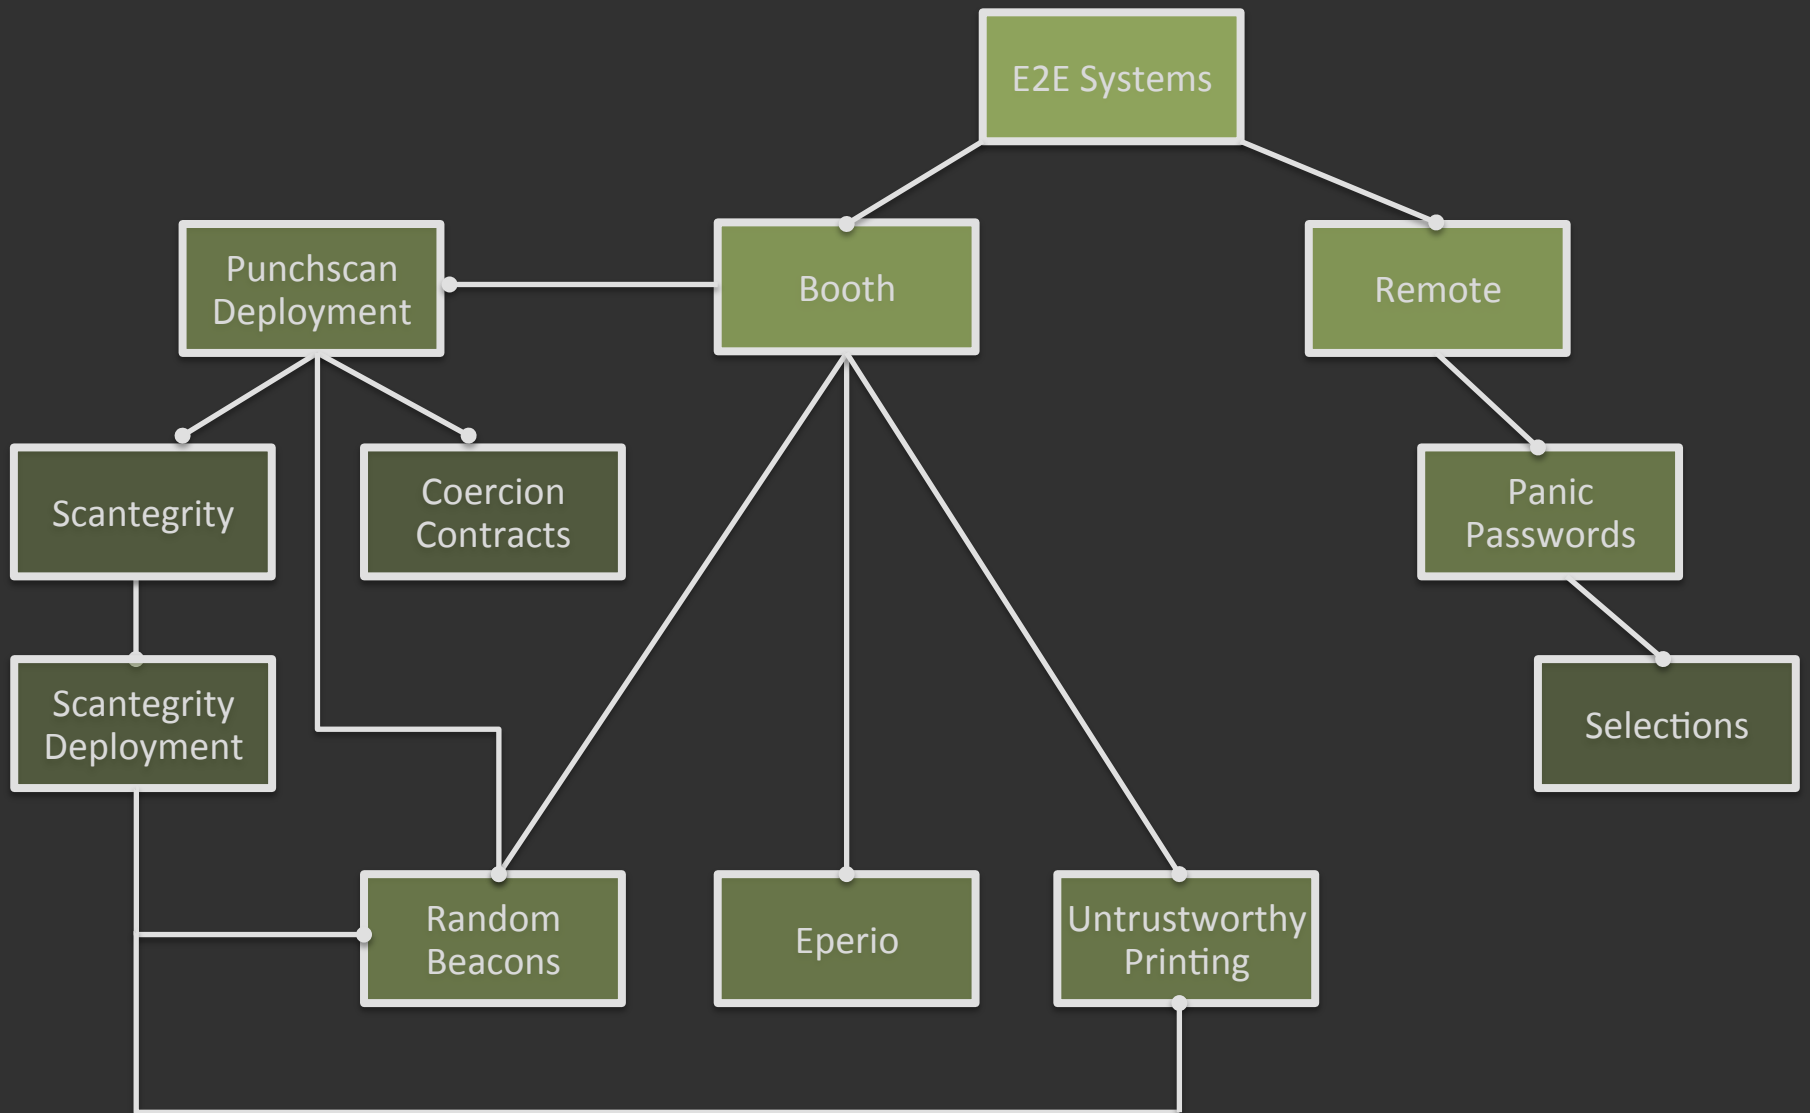 E2E Systems
Punchscan
Deployment
Booth
Remote
Scantegrity
Coercion
Contracts
Panic
Passwords
Scantegrity
Deployment
Selections
Random
Beacons
Eperio
Untrustworthy
Printing